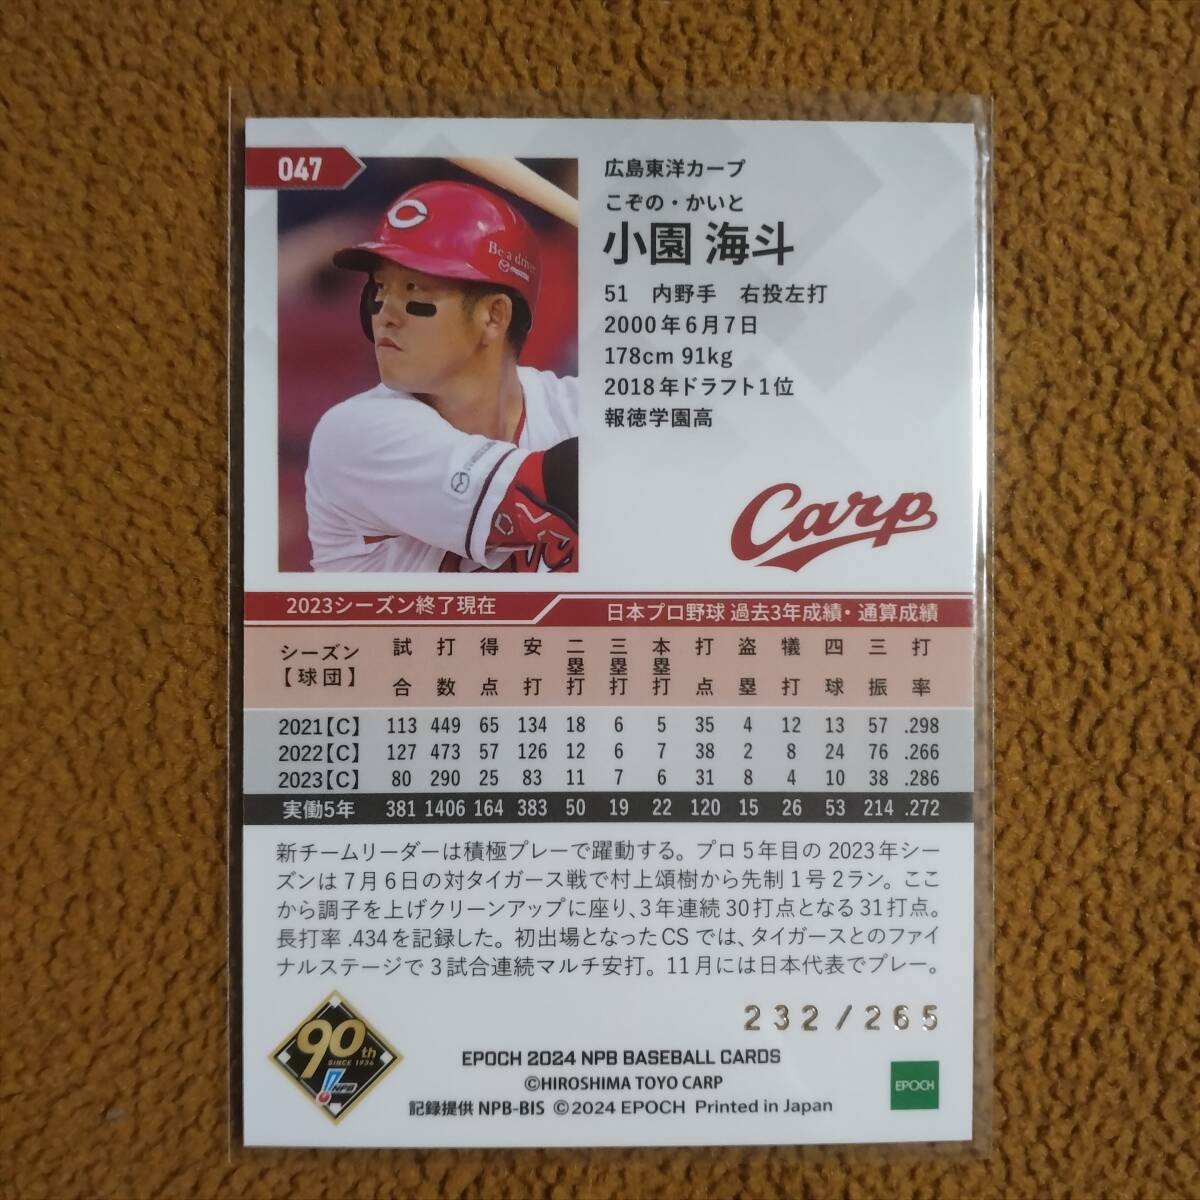 047
広島東洋カープ
こぞの・かいと
小園 海斗
51 内野手 右投左打
2000年6月7日
178cm 91kg
2018年ドラフト1位
報徳学園高
Carp
2023シーズン終了現在
日本プロ野球 過去3年成績・通算成績
シーズン【球団】 試合 打数 得点 安打 二塁打 三塁打 本塁打 打点 盗塁 犠打 四球 三振 打率
2021【C】 113 449 65 134 18 6 5 35 4 12 13 57 .298
2022【C】 127 473 57 126 12 6 7 38 2 8 24 76 .266
2023【C】 80 290 25 83 11 7 6 31 8 4 10 38 .286
実働5年 381 1406 164 383 50 19 22 120 15 26 53 214 .272
新チームリーダーは積極プレーで躍動する。プロ5年目の2023年シー
ズンは7月6日の対タイガース戦で村上頌樹から先制1号2ラン。ここ
から調子を上げクリーンアップに座り、3年連続30打点となる31打点。
長打率.434を記録した。初出場となったCSでは、タイガースとのファイ
ナルステージで3試合連続マルチ安打。11月には日本代表でプレー。
232/265
90th
SINCE 1934
NPB
EPOCH 2024 NPB BASEBALL CARDS
©HIROSHIMA TOYO CARP
記録提供 NPB-BIS ©2024 EPOCH Printed in Japan
EPOCH